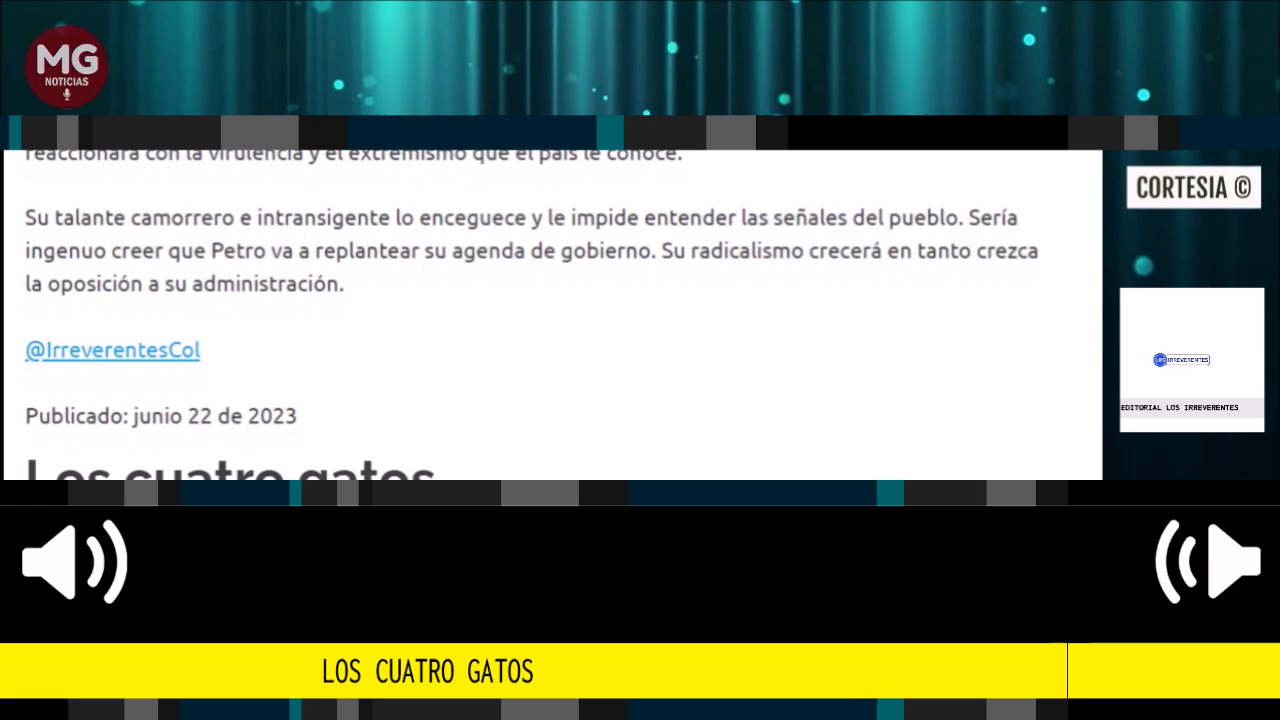 MG
NOTICIAS
reaccionará con la virulencia y el extremismo que el país le conoce.
CORTESIA ©
Su talante camorrero e intransigente lo enceguece y le impide entender las señales del pueblo. Sería
ingenuo creer que Petro va a replantear su agenda de gobierno. Su radicalismo crecerá en tanto crezca
la oposición a su administración.
@IrreverentesCol
LOS IRREVERENTES
EDITORIAL LOS IRREVERENTES
Publicado: junio 22 de 2023
Los cuatro gatos
LOS CUATRO GATOS